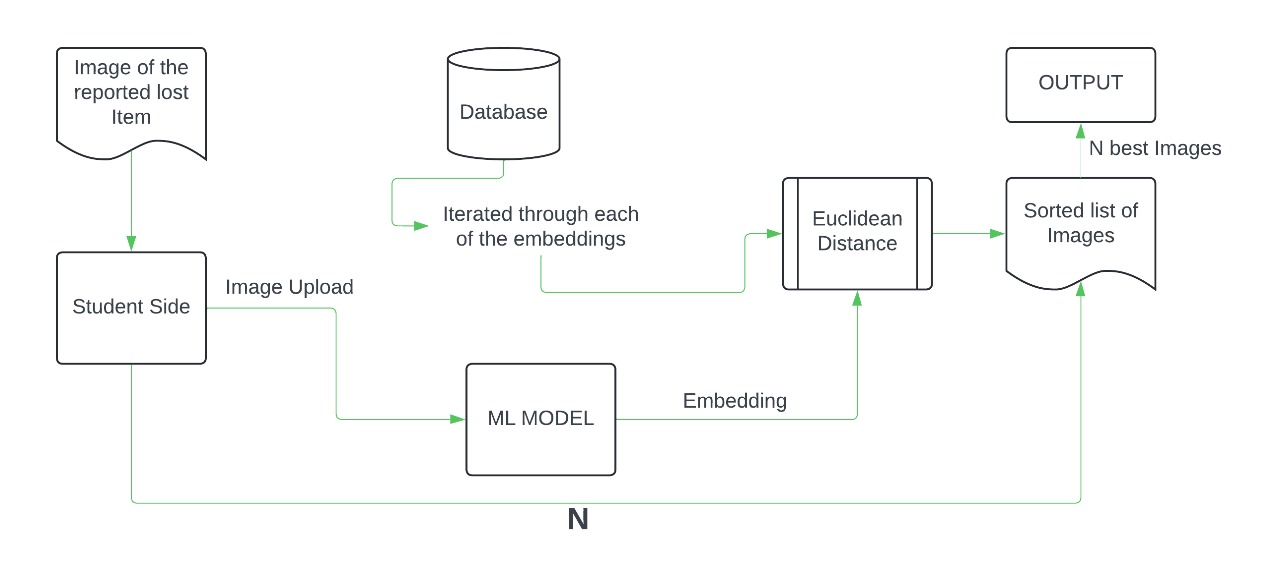 Image of the
reported lost
Item
Database
OUTPUT
N best Images
Iterated through each
of the embeddings
Euclidean
Distance
Sorted list of
Images
Student Side
Image Upload
ML MODEL
Embedding
N